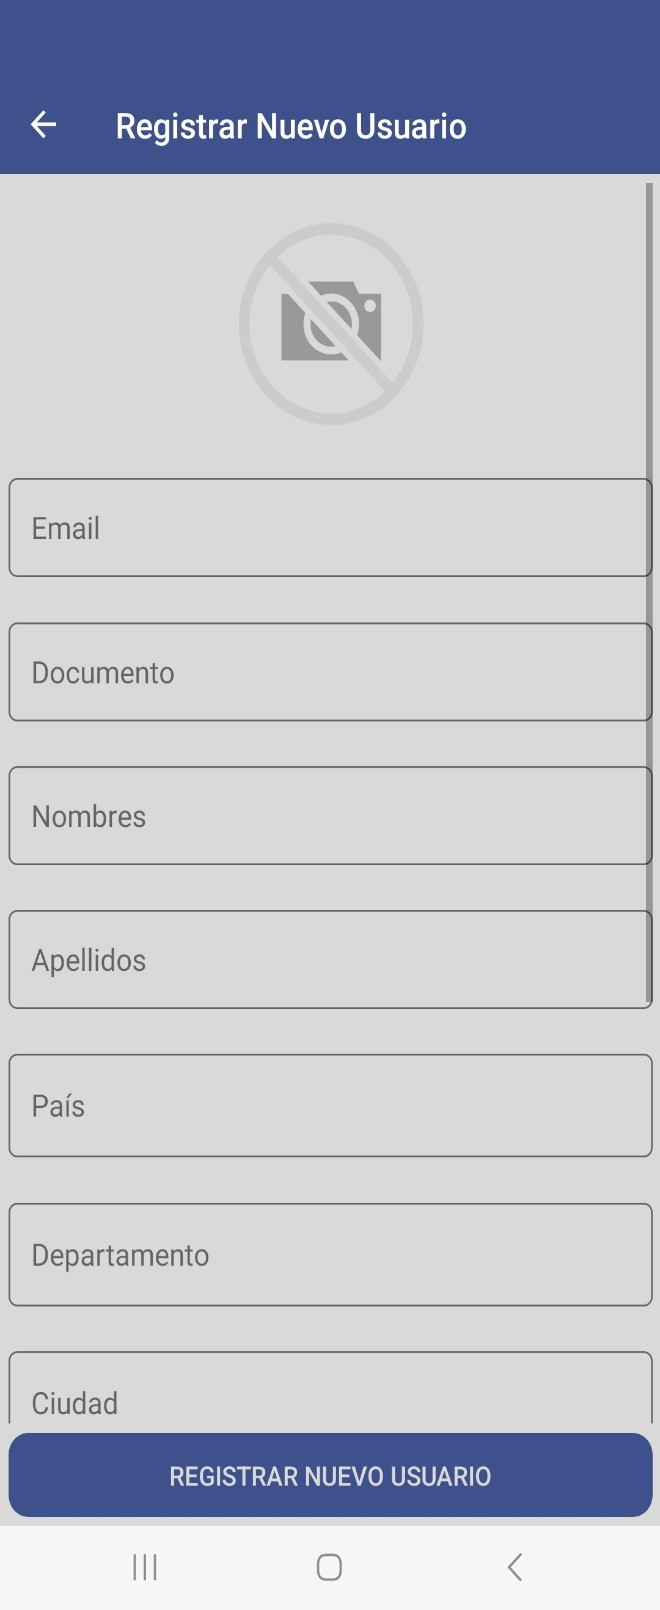 Registrar Nuevo Usuario
Email
Documento
Nombres
Apellidos
País
Departamento
Ciudad
REGISTRAR NUEVO USUARIO